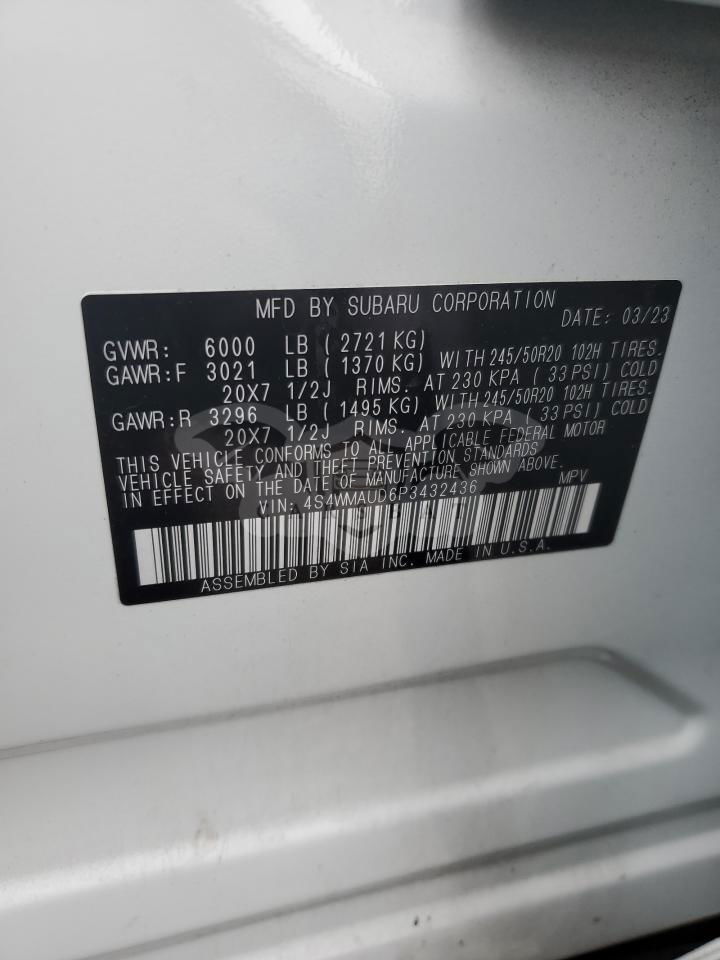 MFD BY SUBARU CORPORATION DATE: 03/23
GVWR: 6000 LB ( 2721 KG)
GAWR:F 3021 LB ( 1370 KG) WITH 245/50R20 102H TIRES.
20X7 1/2J RIMS. AT 230 KPA ( 33 PSI) COLD
GAWR:R 3296 LB ( 1495 KG) WITH 245/50R20 102H TIRES.
20X7 1/2J RIMS. AT 230 KPA ( 33 PSI) COLD
THIS VEHICLE CONFORMS TO ALL APPLICABLE FEDERAL MOTOR
VEHICLE SAFETY AND THEFT PREVENTION STANDARDS
IN EFFECT ON THE DATE OF MANUFACTURE SHOWN ABOVE.
VIN: 4S4WMAUD6P3432436 MPV
ASSEMBLED BY SIA INC. MADE IN U.S.A.